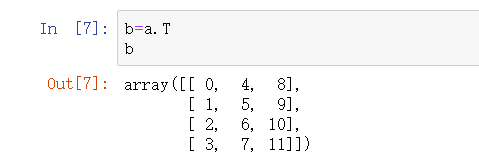 In [7]: b=a.T
b
Out[7]: array([[ 0, 4, 8],
[ 1, 5, 9],
[ 2, 6, 10],
[ 3, 7, 11]])